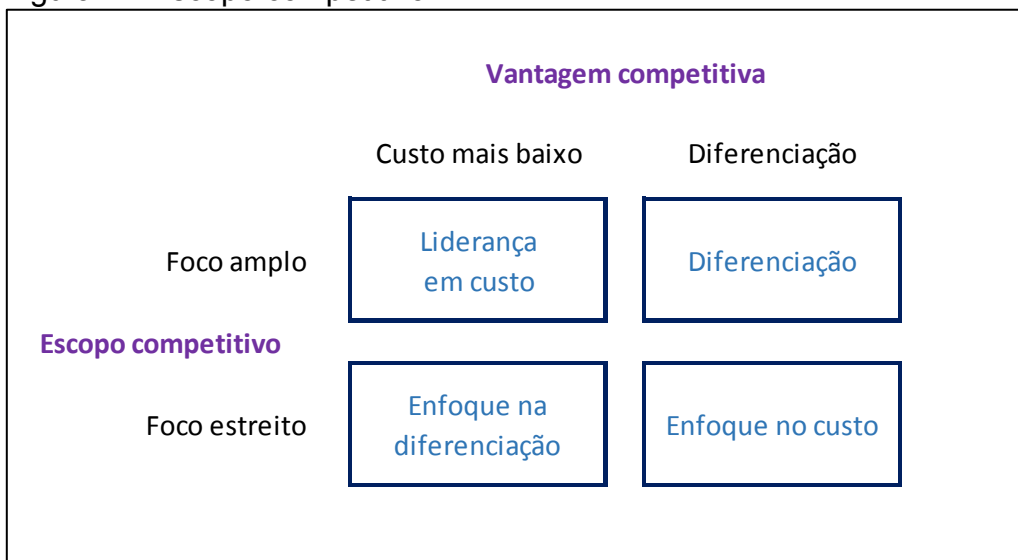 Vantagem competitiva
Custo mais baixo Diferenciação
Foco amplo
Liderança
em custo
Diferenciação
Escopo competitivo
Foco estreito
Enfoque na
diferenciação
Enfoque no custo